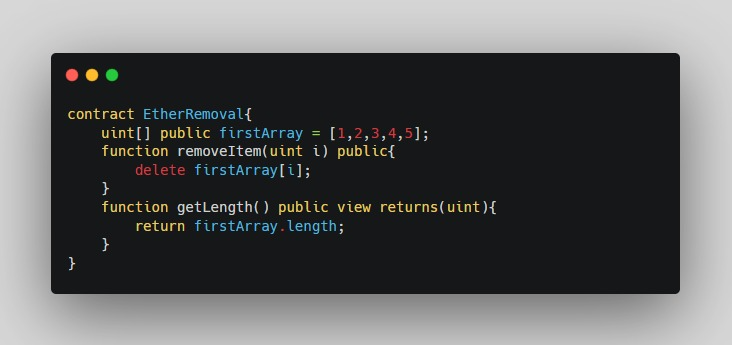 contract EtherRemoval{
    uint[] public firstArray = [1,2,3,4,5];
    function removeItem(uint i) public{
        delete firstArray[i];
    }
    function getLength() public view returns(uint){
        return firstArray.length;
    }
}